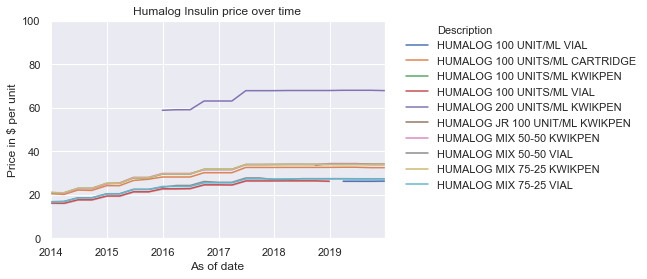 Humalog Insulin price over time
Price in $ per unit
100
80
60
40
20
0
2014
2015
2016
2017
2018
2019
As of date
Description
HUMALOG 100 UNIT/ML VIAL
HUMALOG 100 UNITS/ML CARTRIDGE
HUMALOG 100 UNITS/ML KWIKPEN
HUMALOG 100 UNITS/ML VIAL
HUMALOG 200 UNITS/ML KWIKPEN
HUMALOG JR 100 UNIT/ML KWIKPEN
HUMALOG MIX 50-50 KWIKPEN
HUMALOG MIX 50-50 VIAL
HUMALOG MIX 75-25 KWIKPEN
HUMALOG MIX 75-25 VIAL